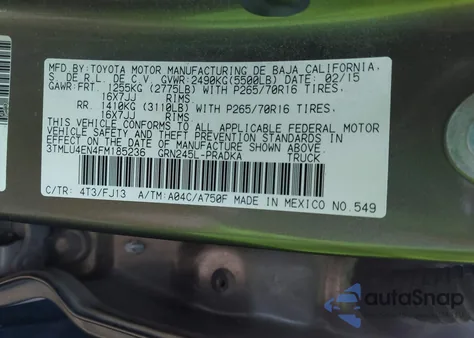 MFD.BY: TOYOTA MOTOR MANUFACTURING DE BAJA CALIFORNIA,
S. DE R.L. DE C.V. GVWR:2490KG(5500LB) DATE: 02/15
GAWR:FRT. 1255KG (2775LB) WITH P265/70R16 TIRES,
16X7JJ RIMS
RR. 1410KG (3110LB) WITH P265/70R16 TIRES,
16X7JJ RIMS
THIS VEHICLE CONFORMS TO ALL APPLICABLE FEDERAL MOTOR
VEHICLE SAFETY AND THEFT PREVENTION STANDARDS IN
EFFECT ON THE DATE OF MANUFACTURE SHOWN ABOVE.
3TMLU4EN4FM185236 GRN245L-PRADKA TRUCK
C/TR: 4T3/FJ13 A/TM:A04C/A750F MADE IN MEXICO NO.549
autoSnap